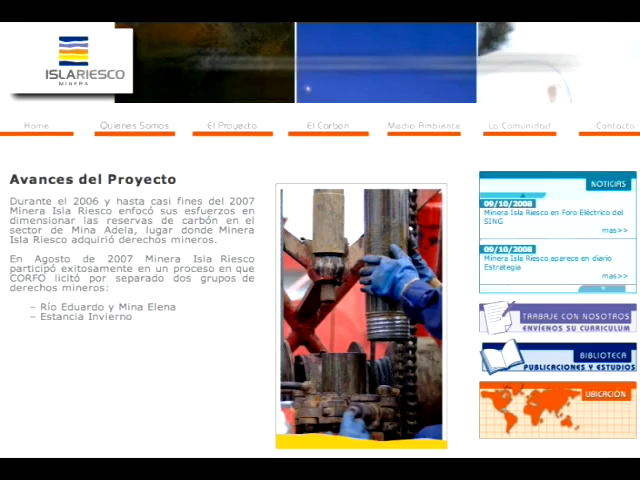 ISLARIESCO
MINERA
Home
Quienes Somos
El Proyecto
El Carbon
Medio Ambiente
La Comunidad
Contacto
Avances del Proyecto
Durante el 2006 y hasta casi fines del 2007
Minera Isla Riesco enfocó sus esfuerzos en
dimensionar las reservas de carbón en el
sector de Mina Adela, lugar donde Minera
Isla Riesco adquirió derechos mineros.
En Agosto de 2007 Minera Isla Riesco
participó exitosamente en un proceso en que
CORFO licitó por separado dos grupos de
derechos mineros:
– Río Eduardo y Mina Elena
– Estancia Invierno
NOTICIAS
09/10/2008
Minera Isla Riesco en Foro Eléctrico del
SING
mas>>
09/10/2008
Minera Isla Riesco aparece en diario
Estrategia
mas>>
TRABAJE CON NOSOTROS
ENVÍENOS SU CURRICULUM
BIBLIOTECA
PUBLICACIONES Y ESTUDIOS
UBICACIÓN